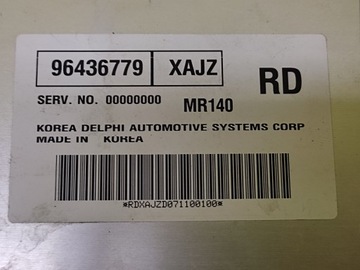 96436779 XAJZ RD
SERV. NO. 00000000 MR140
KOREA DELPHI AUTOMOTIVE SYSTEMS CORP
MADE IN KOREA
*RDXAJZD071100100*